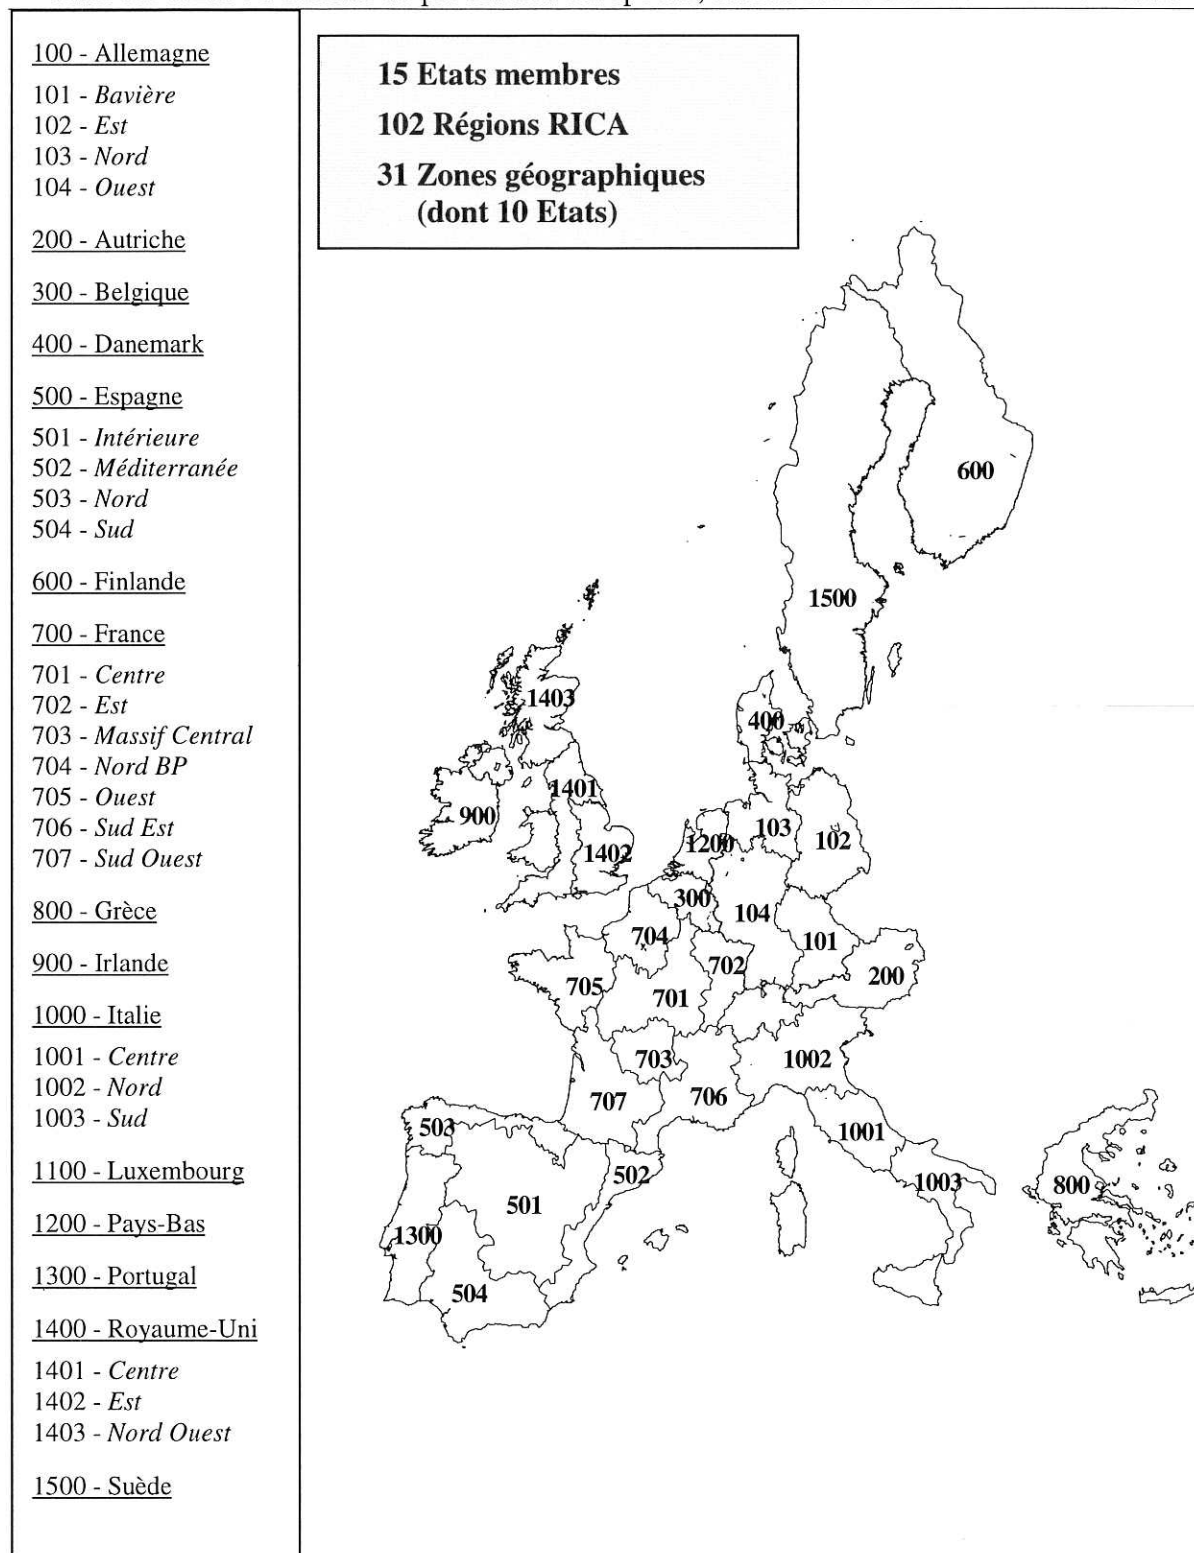 100 - Allemagne
101 - Bavière
102 - Est
103 - Nord
104 - Ouest
200 - Autriche
300 - Belgique
400 - Danemark
500 - Espagne
501 - Intérieure
502 - Méditerranée
503 - Nord
504 - Sud
600 - Finlande
700 - France
701 - Centre
702 - Est
703 - Massif Central
704 - Nord BP
705 - Ouest
706 - Sud Est
707 - Sud Ouest
800 - Grèce
900 - Irlande
1000 - Italie
1001 - Centre
1002 - Nord
1003 - Sud
1100 - Luxembourg
1200 - Pays-Bas
1300 - Portugal
1400 - Royaume-Uni
1401 - Centre
1402 - Est
1403 - Nord Ouest
1500 - Suède
15 Etats membres
102 Régions RICA
31 Zones géographiques
(dont 10 Etats)
600
1500
1403
400
1401
900
103
1200
102
1402
300
104
704
101
702
200
705
701
703
1002
707
706
503
1001
502
1003
800
501
1300
504